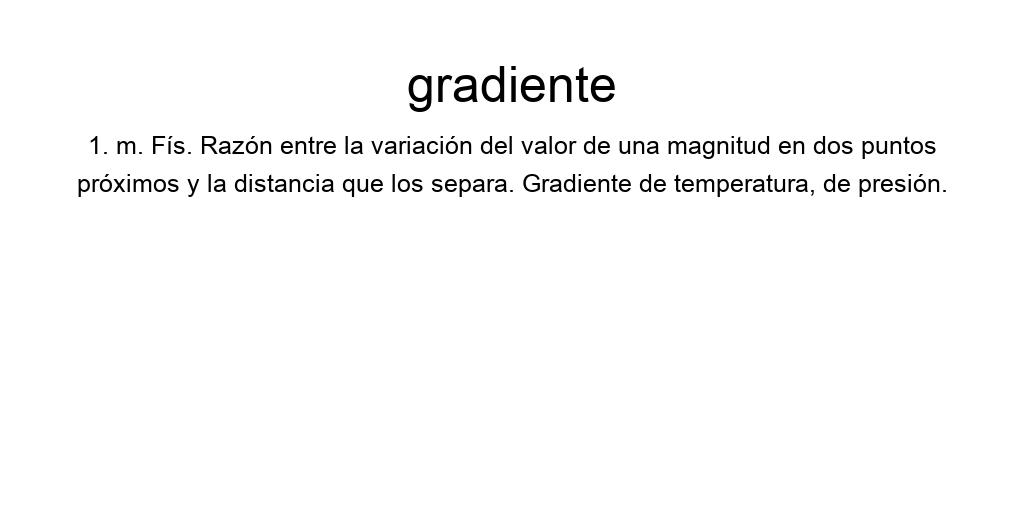 gradiente
1. m. Fís. Razón entre la variación del valor de una magnitud en dos puntos
próximos y la distancia que los separa. Gradiente de temperatura, de presión.